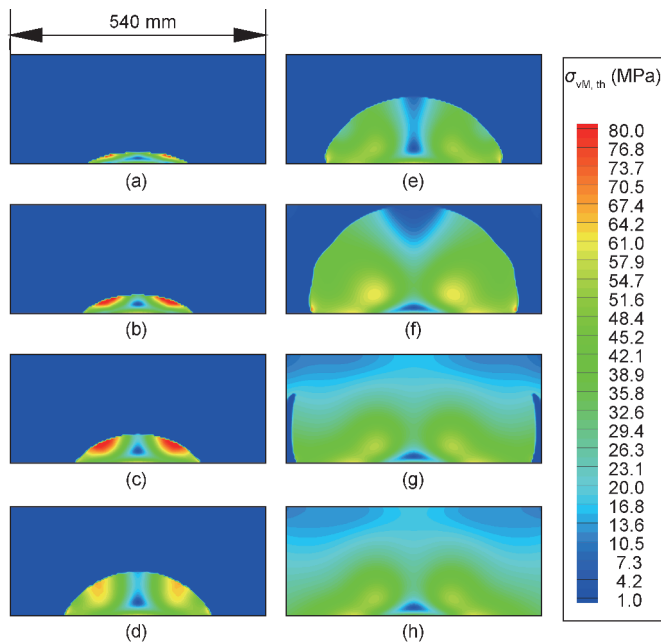 540 mm
(a)
(e)
(b)
(f)
(c)
(g)
(d)
(h)
σvM, th (MPa)
80.0
76.8
73.7
70.5
67.4
64.2
61.0
57.9
54.7
51.6
48.4
45.2
42.1
38.9
35.8
32.6
29.4
26.3
23.1
20.0
16.8
13.6
10.5
7.3
4.2
1.0